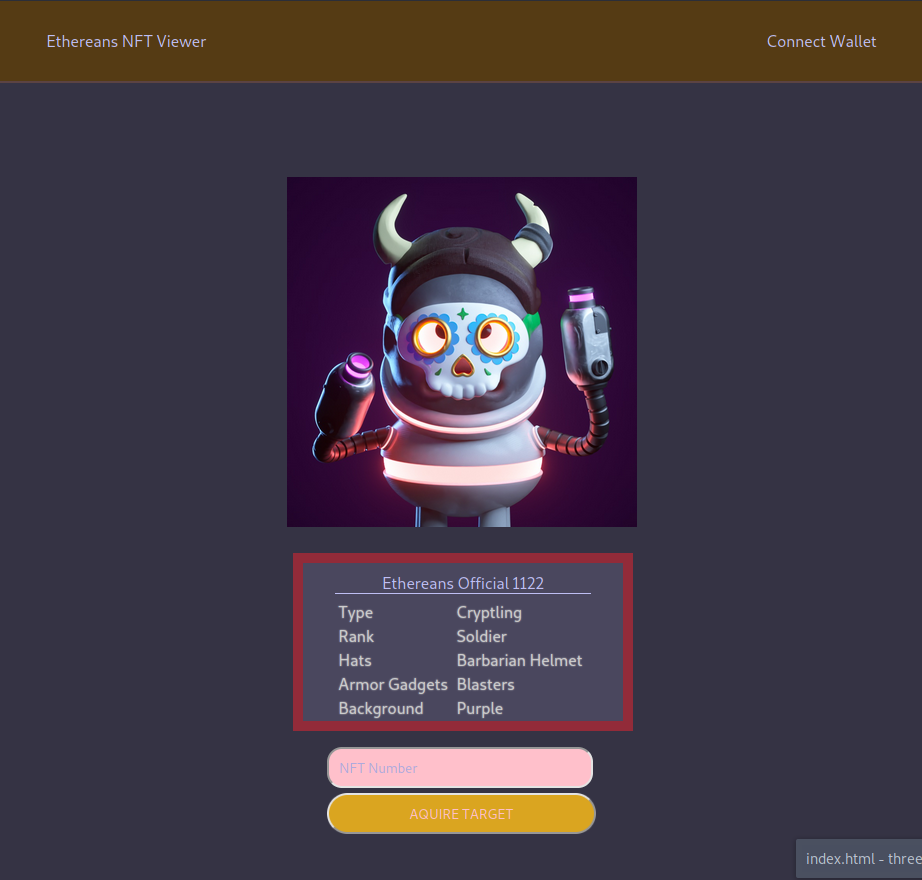 Ethereans NFT Viewer Connect Wallet
Ethereans Official 1122
Type Cryptling
Rank Soldier
Hats Barbarian Helmet
Armor Gadgets Blasters
Background Purple
NFT Number
AQUIRE TARGET
index.html - three